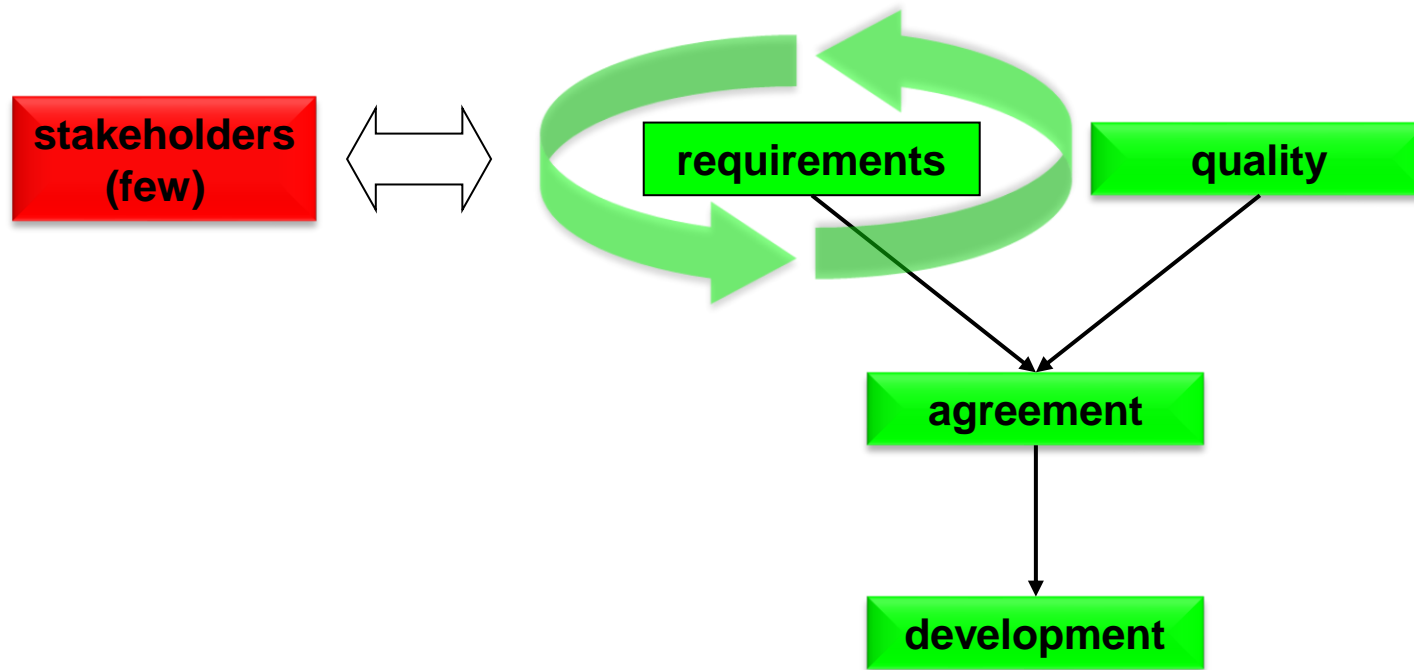 stakeholders
(few)
requirements
quality
agreement
development